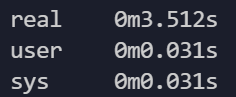 real    0m3.512s
user    0m0.031s
sys     0m0.031s